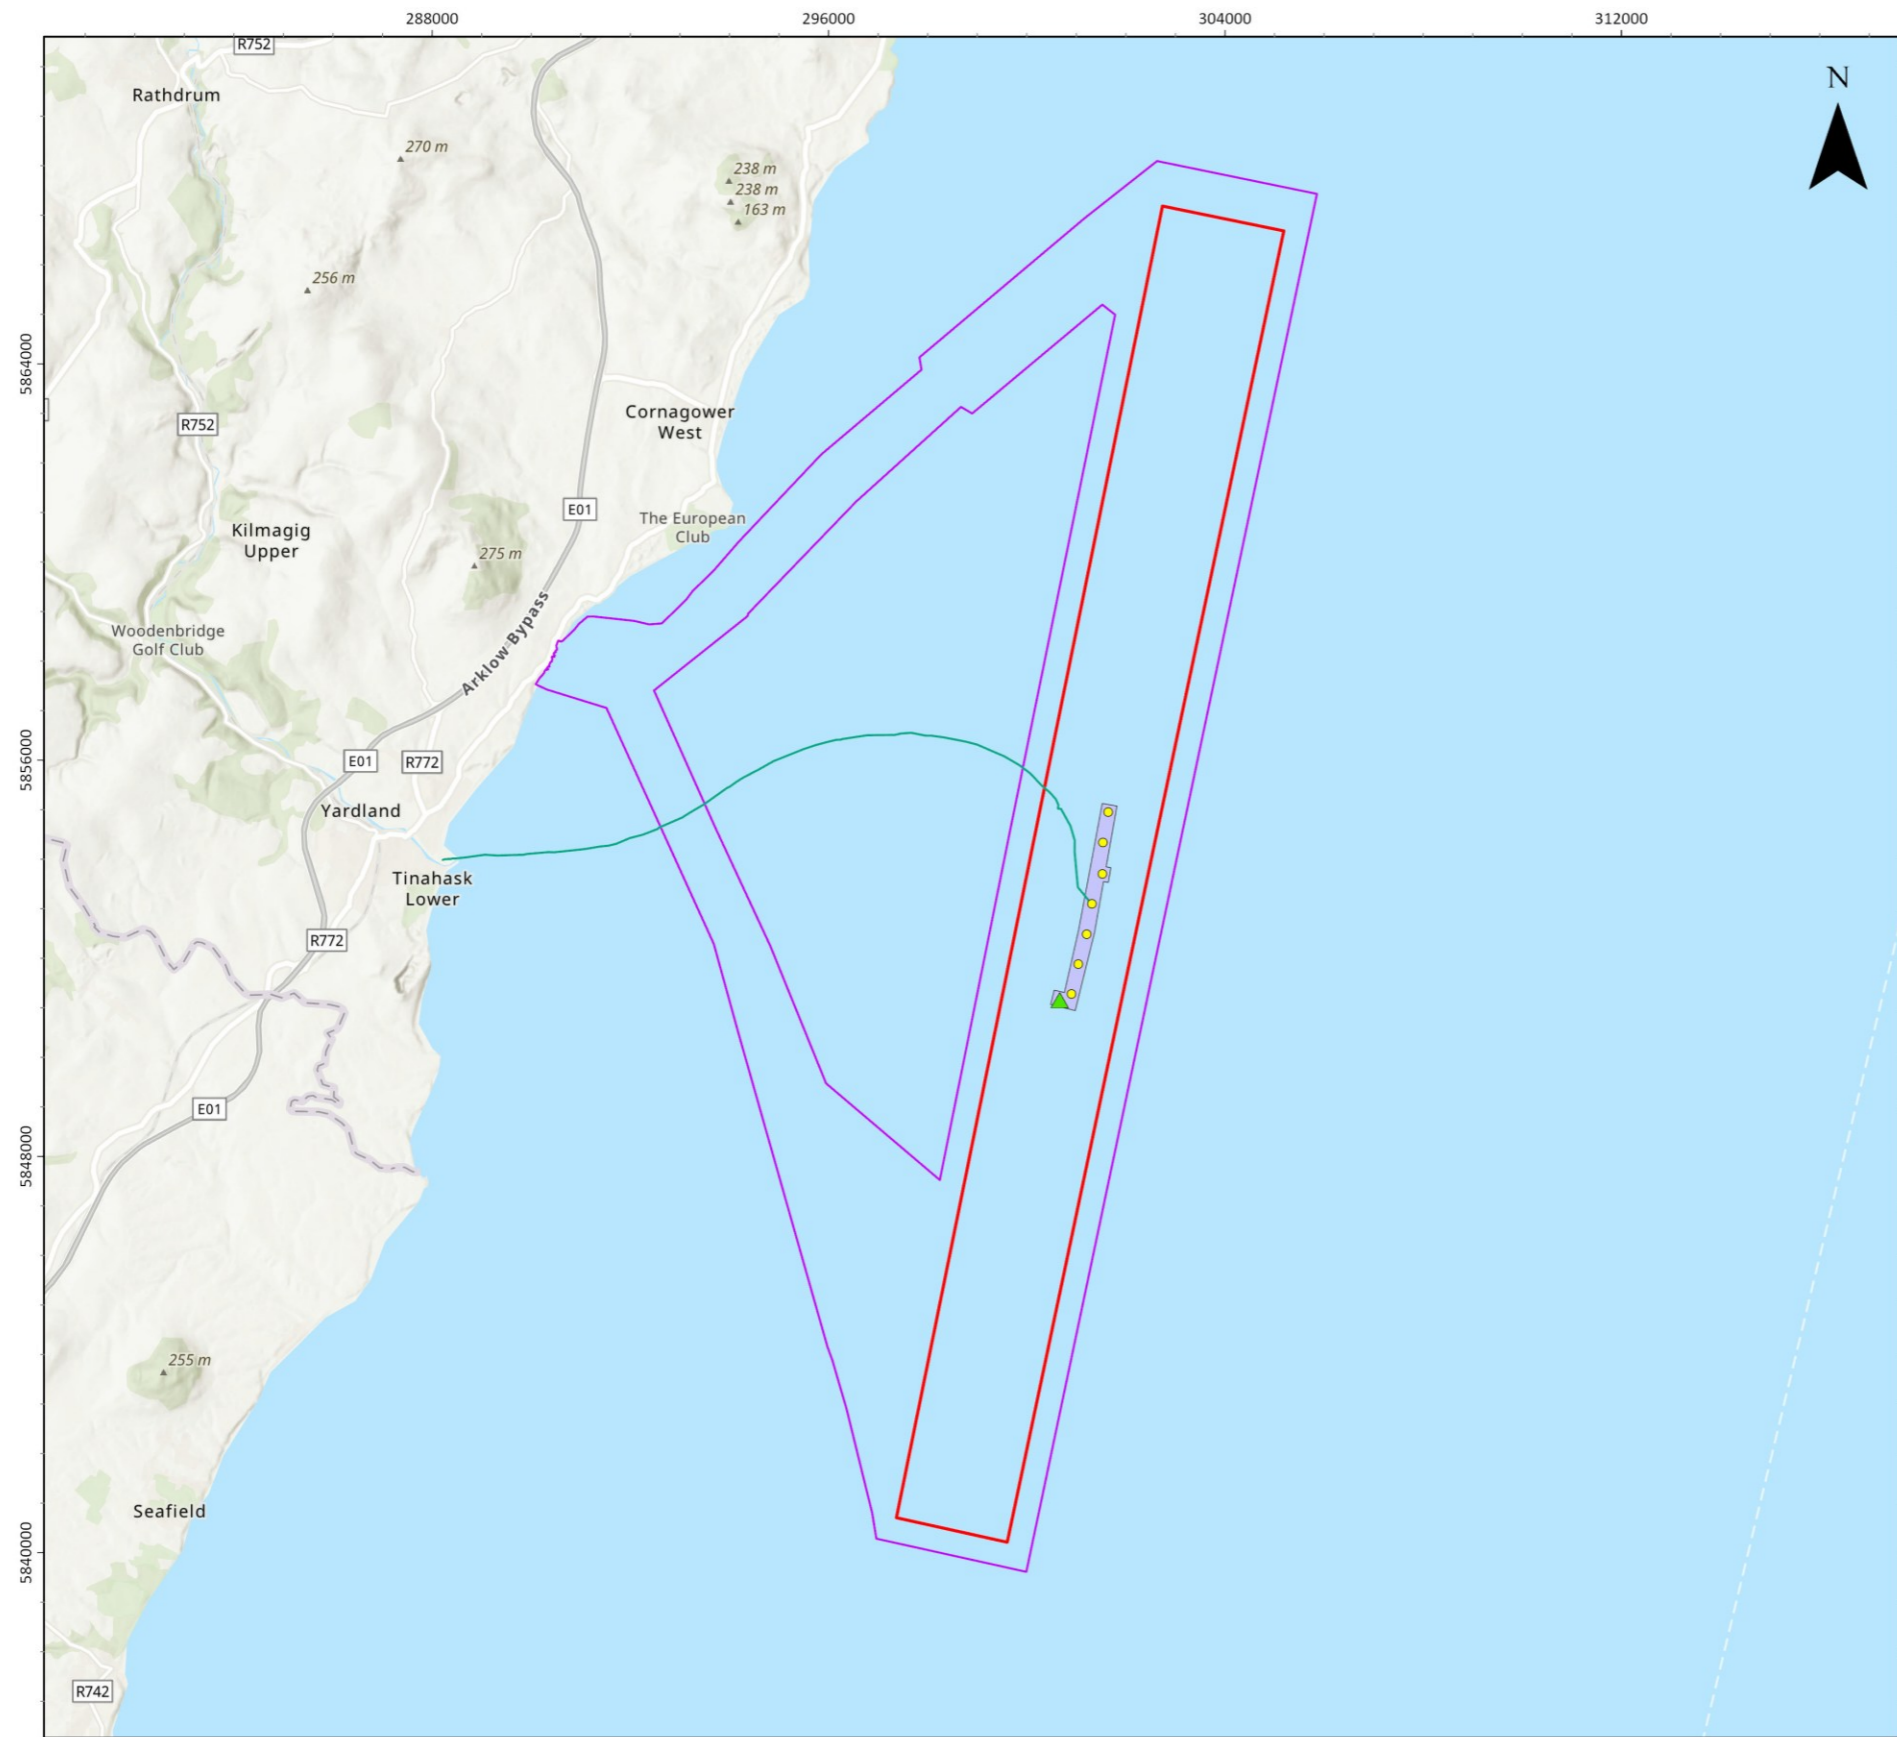 288000
296000
304000
312000
R752
Rathdrum
N
270 m
238 m
238 m
163 m
256 m
5864000
Cornagower
West
R752
E01
The European
Club
Kilmagig
Upper
275 m
Woodenbridge
Golf Club
Arklow Bypass
5856000
E01
R772
Yardland
Tinahask
Lower
R772
E01
5848000
255 m
Seafield
5840000
R742